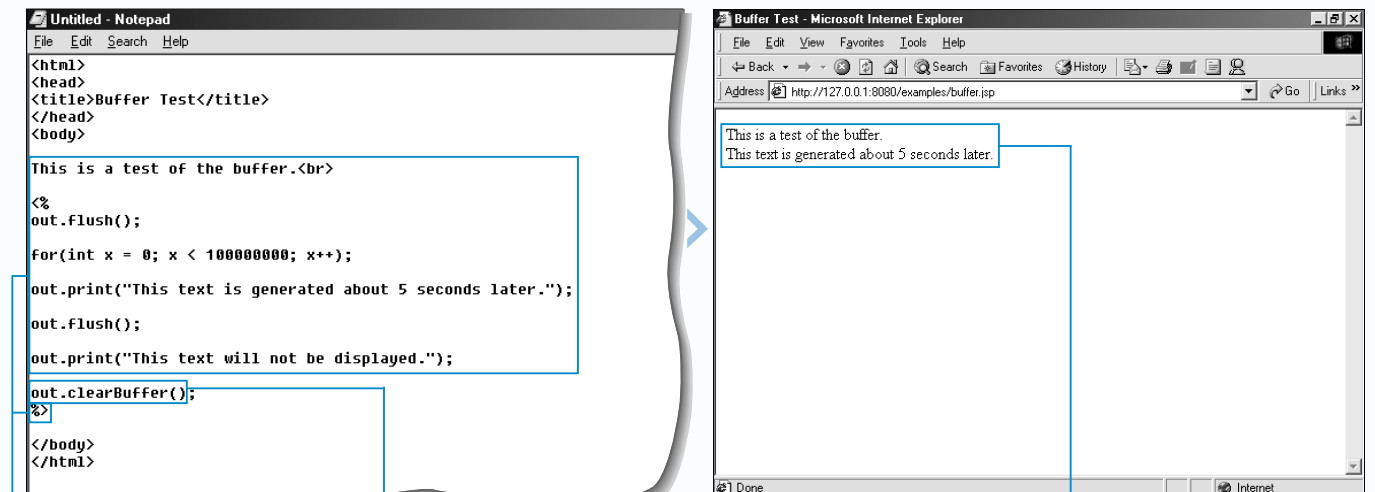 Untitled - Notepad
File Edit Search Help
<html>
<head>
<title>Buffer Test</title>
</head>
<body>
This is a test of the buffer.<br>
<%
out.flush();
for(int x = 0; x < 100000000; x++);
out.print("This text is generated about 5 seconds later.");
out.flush();
out.print("This text will not be displayed.");
out.clearBuffer();
%>
</body>
</html>
Buffer Test - Microsoft Internet Explorer
File Edit View Favorites Tools Help
Back Search Favorites History
Address http://127.0.0.1:8080/examples/buffer.jsp Go Links »
This is a test of the buffer.
This text is generated about 5 seconds later.
Done Internet